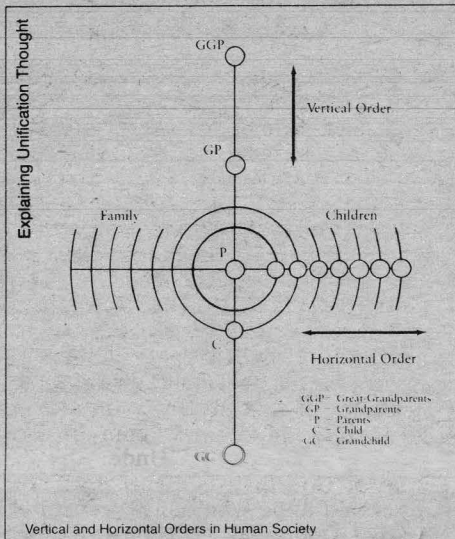 Explaining Unification Thought
GGP
Vertical Order
GP
Family
Children
P
C
Horizontal Order
GGP – Great-Grandparents
GP – Grandparents
P – Parents
C – Child
GC – Grandchild
GC
Vertical and Horizontal Orders in Human Society